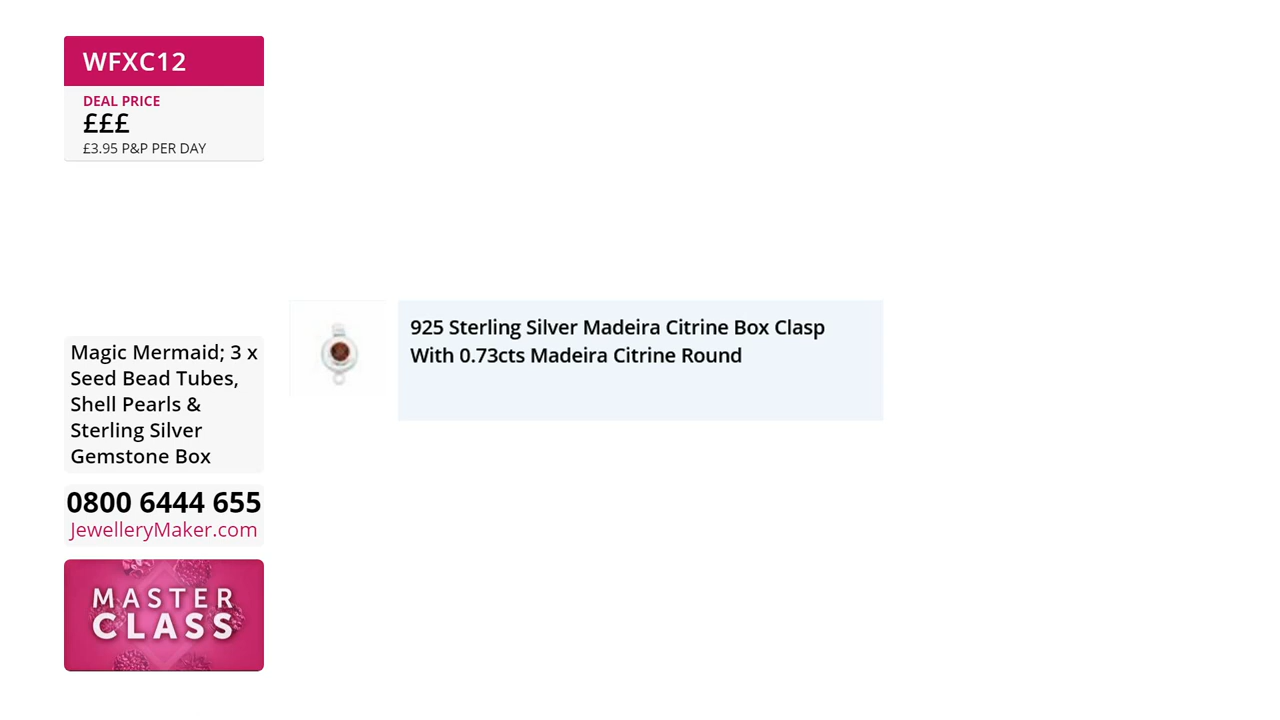 WFXC12
DEAL PRICE
£££
£3.95 P&P PER DAY
925 Sterling Silver Madeira Citrine Box Clasp
With 0.73cts Madeira Citrine Round
Magic Mermaid; 3 x
Seed Bead Tubes,
Shell Pearls &
Sterling Silver
Gemstone Box
0800 6444 655
JewelleryMaker.com
MASTER
CLASS